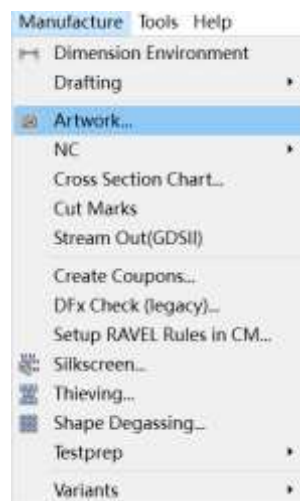 Manufacture Tools Help
Dimension Environment
Drafting
Artwork...
NC
Cross Section Chart...
Cut Marks
Stream Out(GDSII)
Create Coupons...
DFx Check (legacy)...
Setup RAVEL Rules in CM...
Silkscreen...
Thieving...
Shape Degassing...
Testprep
Variants